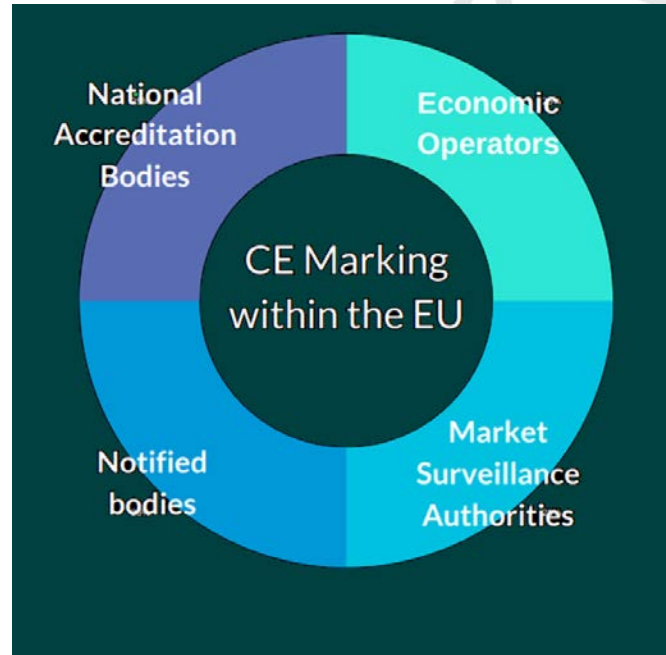 National
Accreditation
Bodies
Economic
Operators
CE Marking
within the EU
Notified
bodies
Market
Surveillance
Authorities